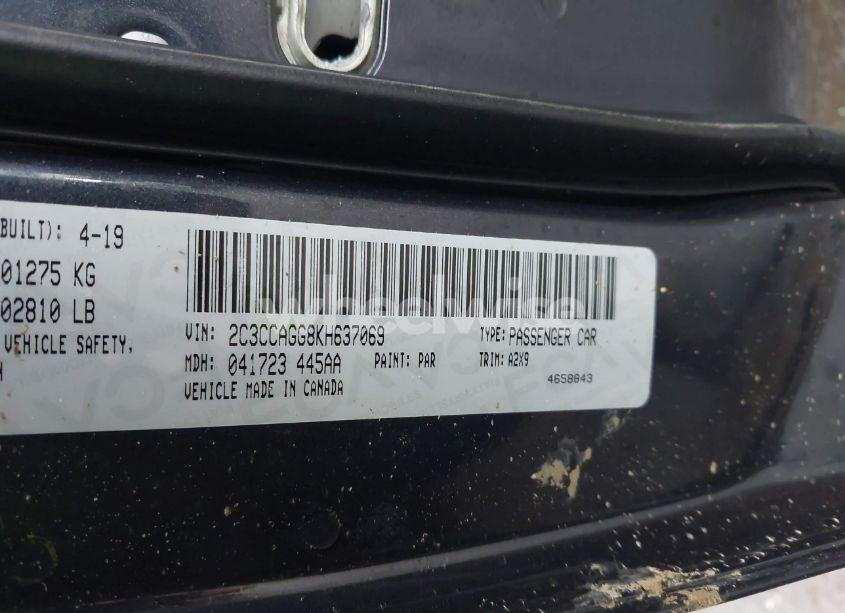 BUILT): 4-19
01275 KG
02810 LB
VEHICLE SAFETY,
VIN: 2C3CCAGG8KH637069 TYPE: PASSENGER CAR
MDH: 041723 445AA PAINT: PAR TRIM: A2X9
VEHICLE MADE IN CANADA 4658843
wheelwise